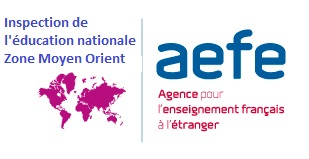 Inspection de
l'éducation nationale
Zone Moyen Orient
aefe
Agence pour
l'enseignement français
à l'étranger